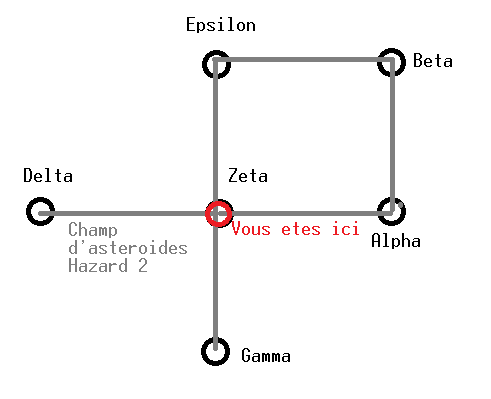 Epsilon
Beta
Delta
Zeta
Champ
d'asteroides
Hazard 2
Vous etes ici
Alpha
Gamma